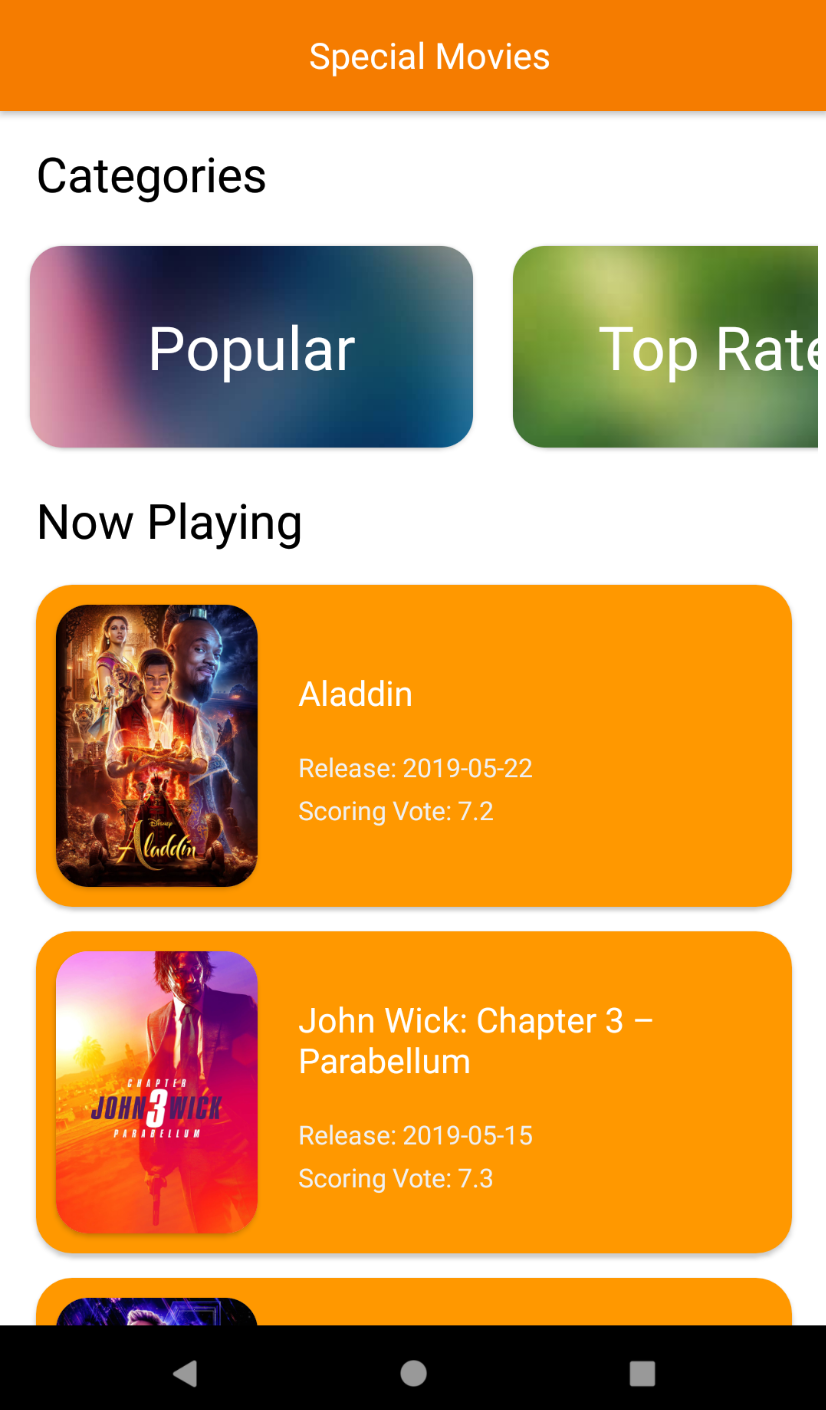 Special Movies
Categories
Popular
Top Rate
Now Playing
Disney
Aladdin
Aladdin
Release: 2019-05-22
Scoring Vote: 7.2
CHAPTER
JOHN 3 WICK
PARABELLUM
John Wick: Chapter 3 –
Parabellum
Release: 2019-05-15
Scoring Vote: 7.3